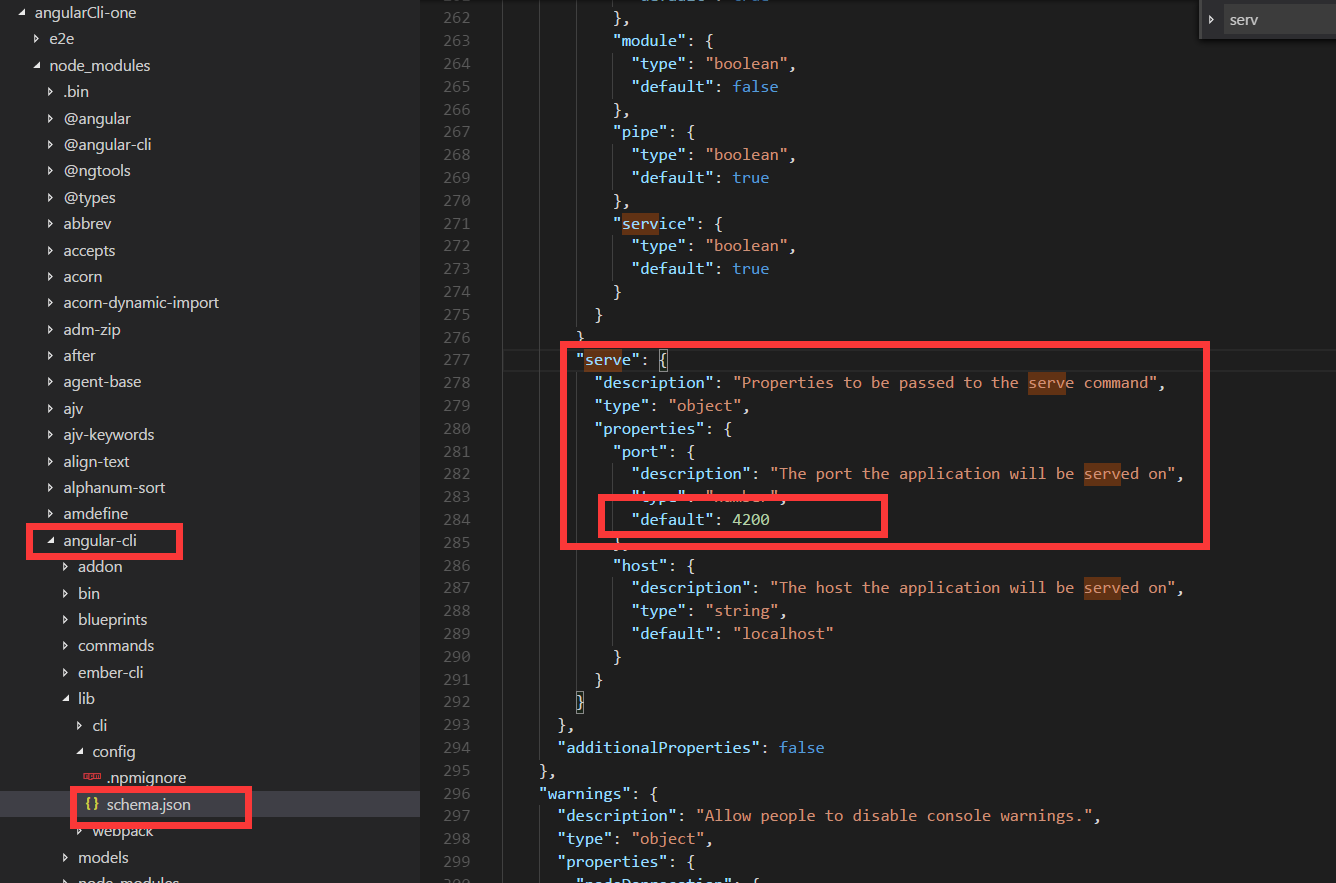 angularCli-one
e2e
node_modules
.bin
@angular
@angular-cli
@ngtools
@types
abbrev
accepts
acorn
acorn-dynamic-import
adm-zip
after
agent-base
ajv
ajv-keywords
align-text
alphanum-sort
amdefine
angular-cli
addon
bin
blueprints
commands
ember-cli
lib
cli
config
npm .npmignore
{} schema.json
webpack
models
node_modules
262 },
263 "module": {
264 "type": "boolean",
265 "default": false
266 },
267 "pipe": {
268 "type": "boolean",
269 "default": true
270 },
271 "service": {
272 "type": "boolean",
273 "default": true
274 }
275 }
276 }
277 "serve": {
278 "description": "Properties to be passed to the serve command",
279 "type": "object",
280 "properties": {
281 "port": {
282 "description": "The port the application will be served on",
283 "type": "number",
284 "default": 4200
285 },
286 "host": {
287 "description": "The host the application will be served on",
288 "type": "string",
289 "default": "localhost"
290 }
291 }
292 }
293 },
294 "additionalProperties": false
295 },
296 "warnings": {
297 "description": "Allow people to disable console warnings.",
298 "type": "object",
299 "properties": {
300 "nodeDeprecation": {
serv